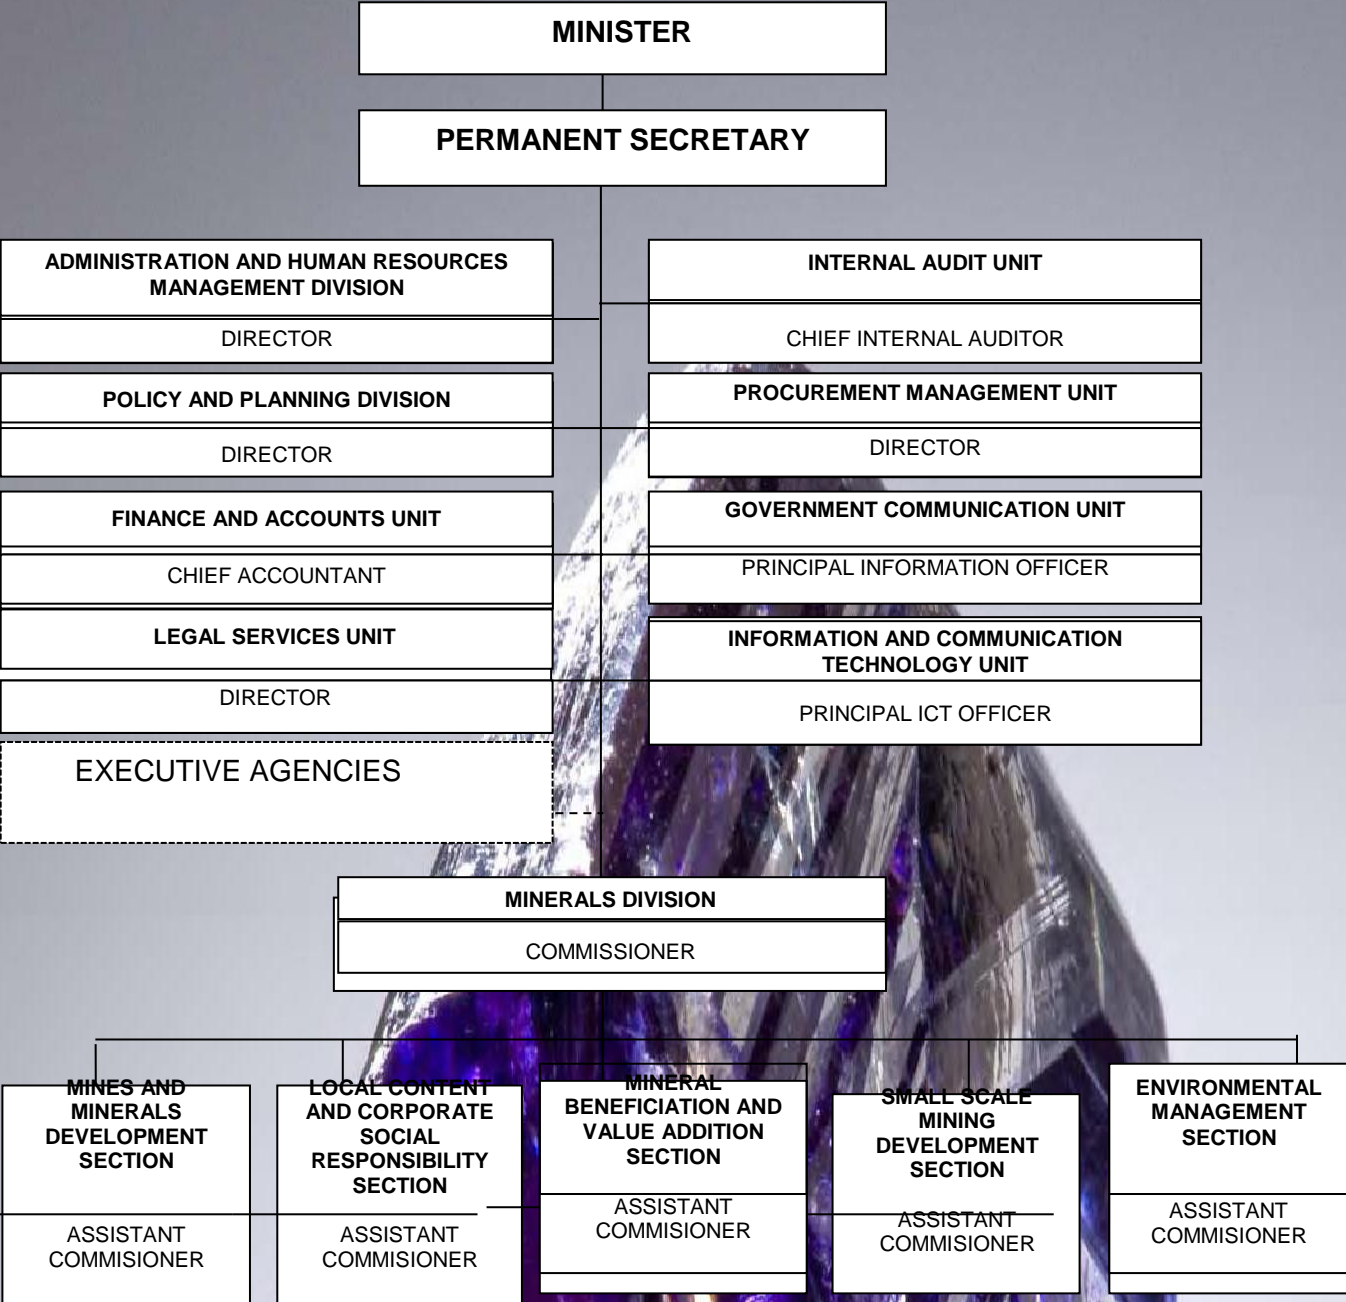 MINISTER
PERMANENT SECRETARY
ADMINISTRATION AND HUMAN RESOURCES
MANAGEMENT DIVISION
DIRECTOR
INTERNAL AUDIT UNIT
CHIEF INTERNAL AUDITOR
POLICY AND PLANNING DIVISION
DIRECTOR
PROCUREMENT MANAGEMENT UNIT
DIRECTOR
FINANCE AND ACCOUNTS UNIT
CHIEF ACCOUNTANT
GOVERNMENT COMMUNICATION UNIT
PRINCIPAL INFORMATION OFFICER
LEGAL SERVICES UNIT
DIRECTOR
INFORMATION AND COMMUNICATION
TECHNOLOGY UNIT
PRINCIPAL ICT OFFICER
EXECUTIVE AGENCIES
MINERALS DIVISION
COMMISSIONER
MINES AND
MINERALS
DEVELOPMENT
SECTION
ASSISTANT
COMMISIONER
LOCAL CONTENT
AND CORPORATE
SOCIAL
RESPONSIBILITY
SECTION
ASSISTANT
COMMISIONER
MINERAL
BENEFICIATION AND
VALUE ADDITION
SECTION
ASSISTANT
COMMISIONER
SMALL SCALE
MINING
DEVELOPMENT
SECTION
ASSISTANT
COMMISIONER
ENVIRONMENTAL
MANAGEMENT
SECTION
ASSISTANT
COMMISIONER